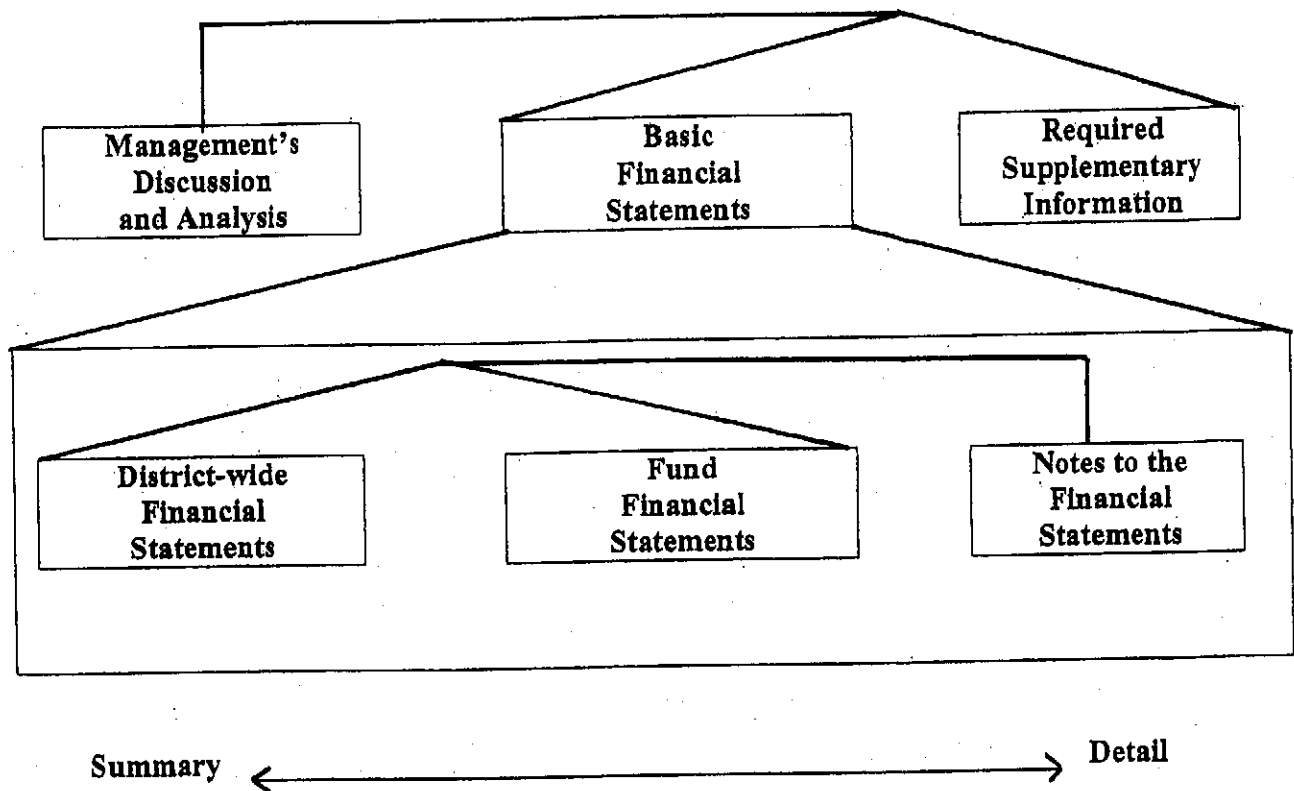 Management's
Discussion
and Analysis
Basic
Financial
Statements
Required
Supplementary
Information
District-wide
Financial
Statements
Fund
Financial
Statements
Notes to the
Financial
Statements
Summary
Detail